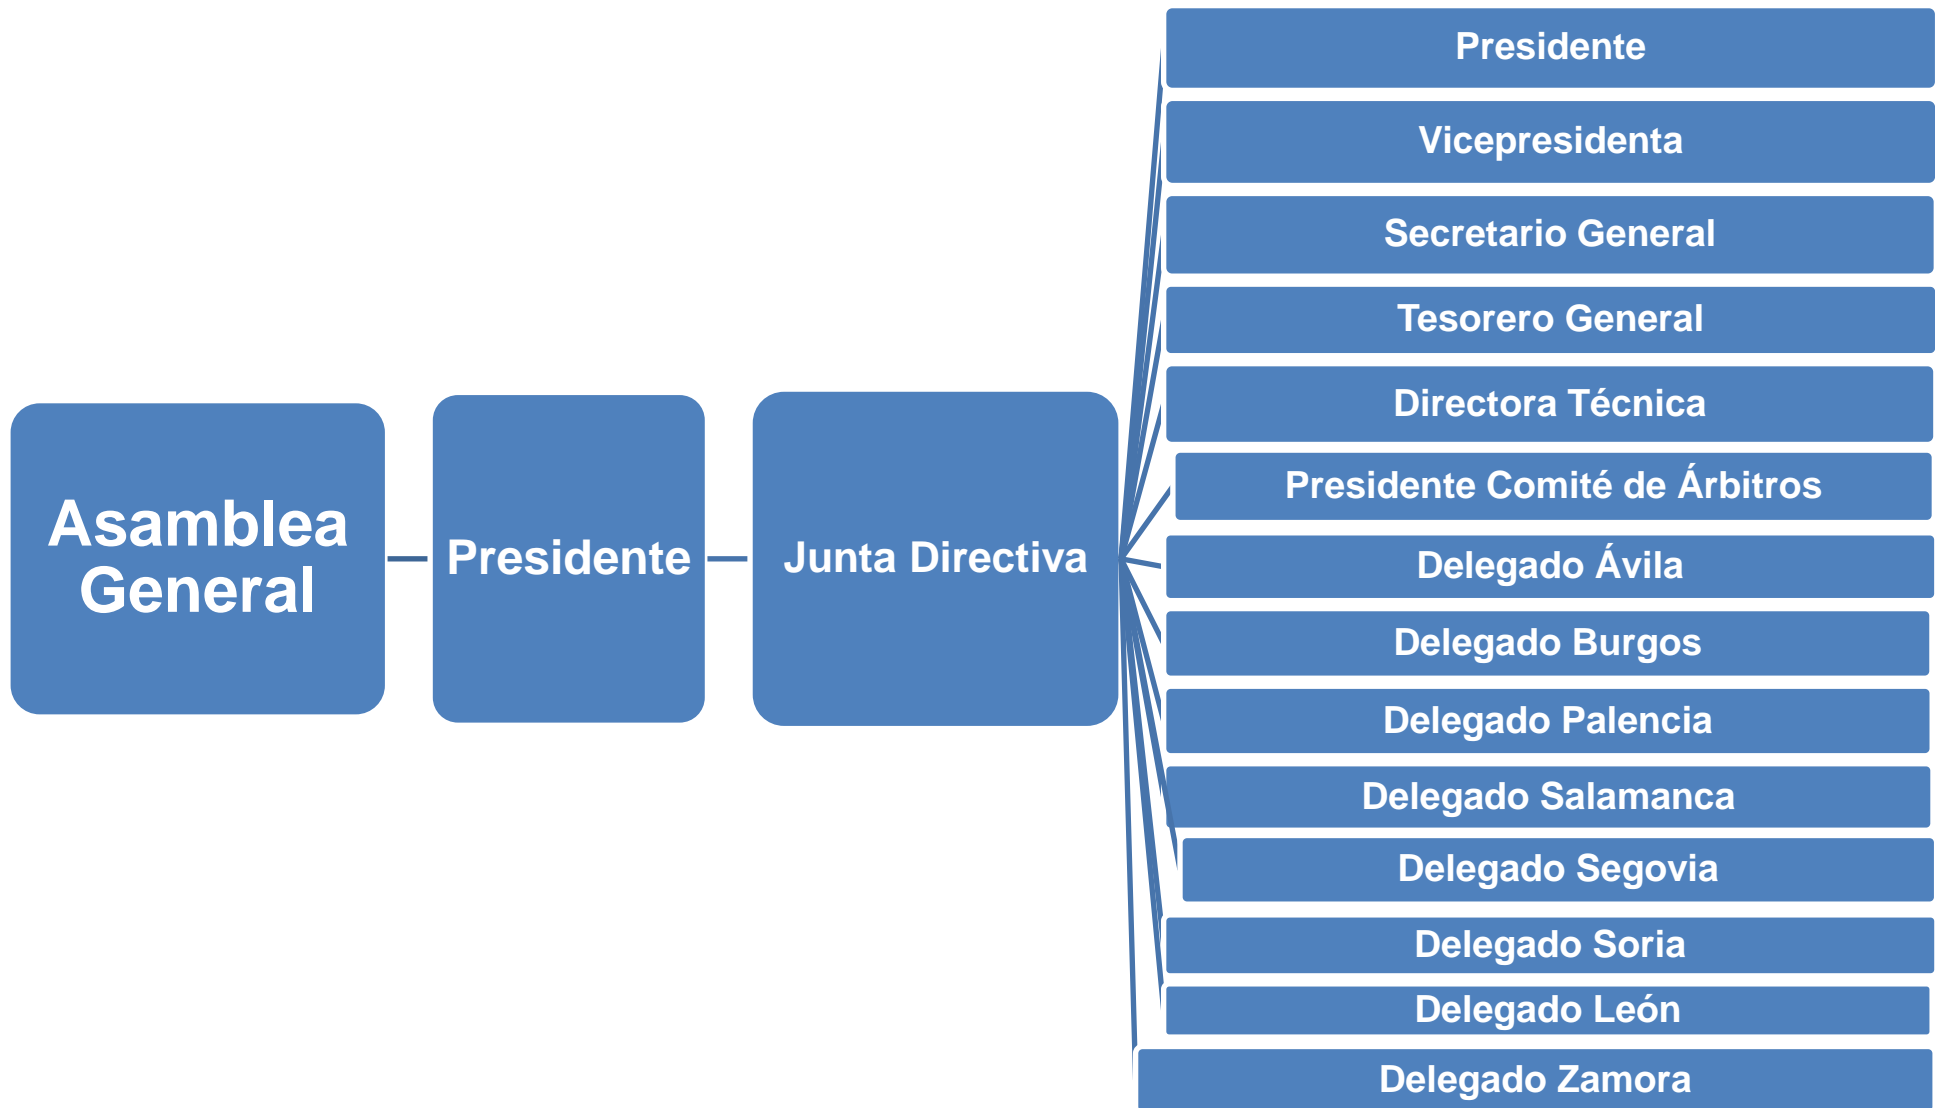 Asamblea
General
Presidente
Junta Directiva
Presidente
Vicepresidenta
Secretario General
Tesorero General
Directora Técnica
Presidente Comité de Árbitros
Delegado Ávila
Delegado Burgos
Delegado Palencia
Delegado Salamanca
Delegado Segovia
Delegado Soria
Delegado León
Delegado Zamora